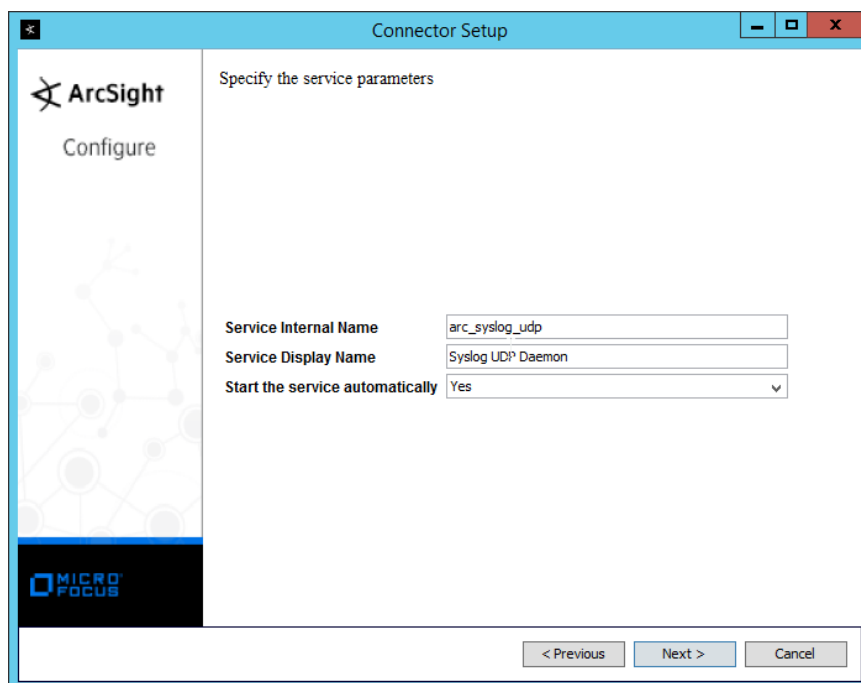 Connector Setup
ArcSight
Configure
Specify the service parameters
Service Internal Name arc_syslog_udp
Service Display Name Syslog UDP Daemon
Start the service automatically Yes
MICRO
FOCUS
< Previous Next > Cancel